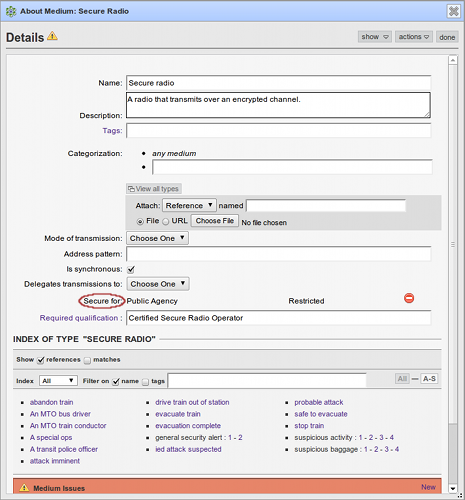 About Medium: Secure Radio
Details
show actions done
Name: Secure radio
A radio that transmits over an encrypted channel.
Description:
Tags:
Categorization: • any medium
•
View all types
Attach: Reference named
File URL Choose File No file chosen
Mode of transmission: Choose One
Address pattern:
Is synchronous:
Delegates transmissions to: Choose One
Secure for: Public Agency Restricted
Required qualification : Certified Secure Radio Operator
INDEX OF TYPE "SECURE RADIO"
Show references matches
Index All Filter on name tags All — A-S
abandon train drive train out of station probable attack
An MTO bus driver evacuate train safe to evacuate
An MTO train conductor evacuation complete stop train
A special ops general security alert : 1 - 2 suspicious activity : 1 - 2 - 3 - 4
A transit police officer ied attack suspected suspicious baggage : 1 - 2 - 3 - 4
attack imminent
Medium Issues New